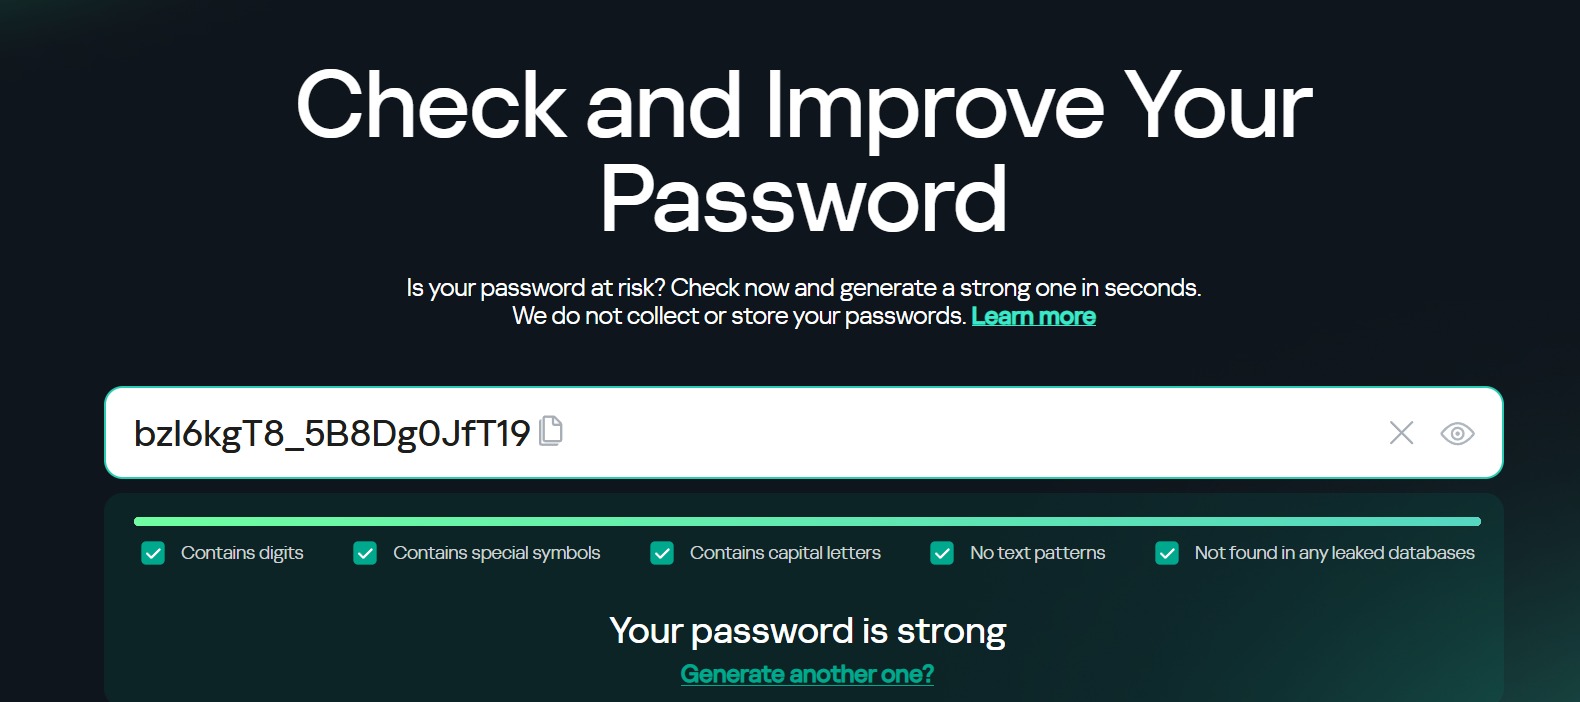 Check and Improve Your
Password
Is your password at risk? Check now and generate a strong one in seconds.
We do not collect or store your passwords. Learn more
bzl6kgT8_5B8Dg0JfT19
Contains digits
Contains special symbols
Contains capital letters
No text patterns
Not found in any leaked databases
Your password is strong
Generate another one?